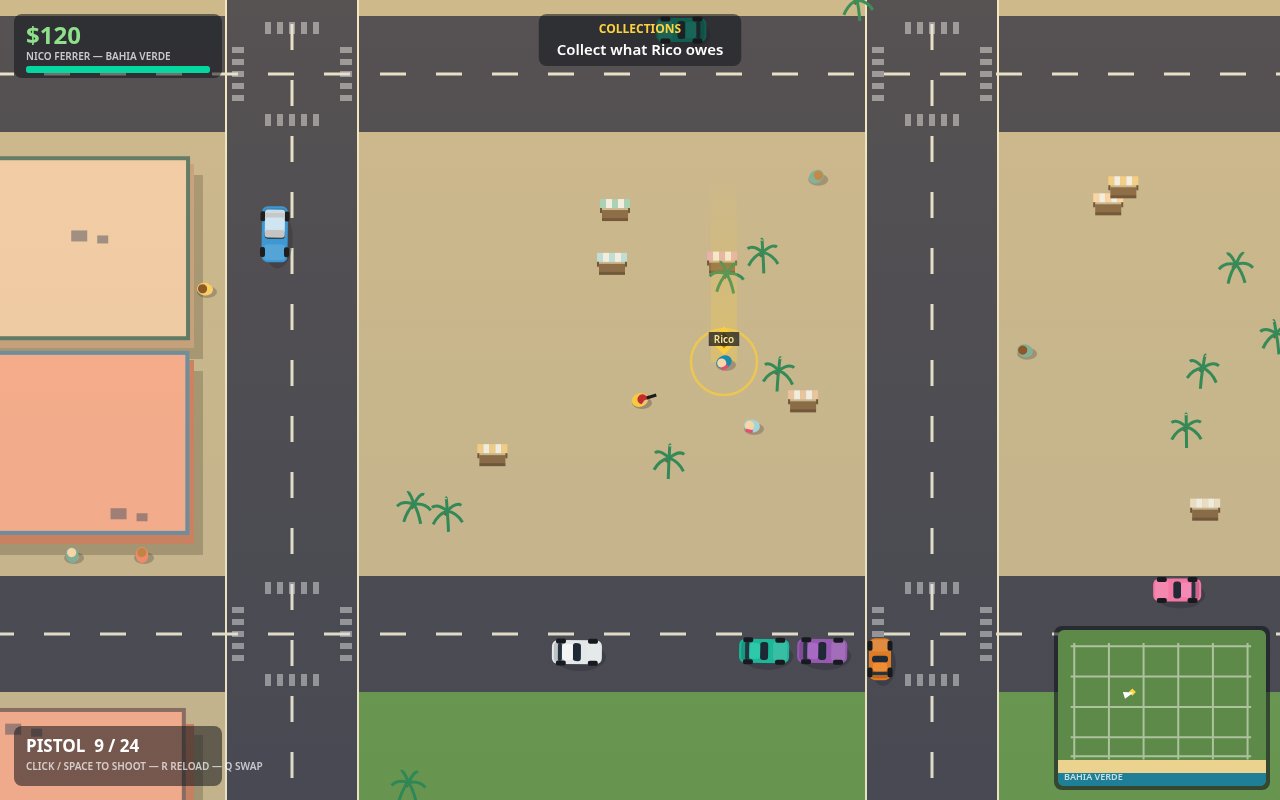 $120
NICO FERRER — BAHIA VERDE
COLLECTIONS
Collect what Rico owes
Rico
PISTOL 9 / 24
CLICK / SPACE TO SHOOT — R RELOAD — Q SWAP
BAHIA VERDE